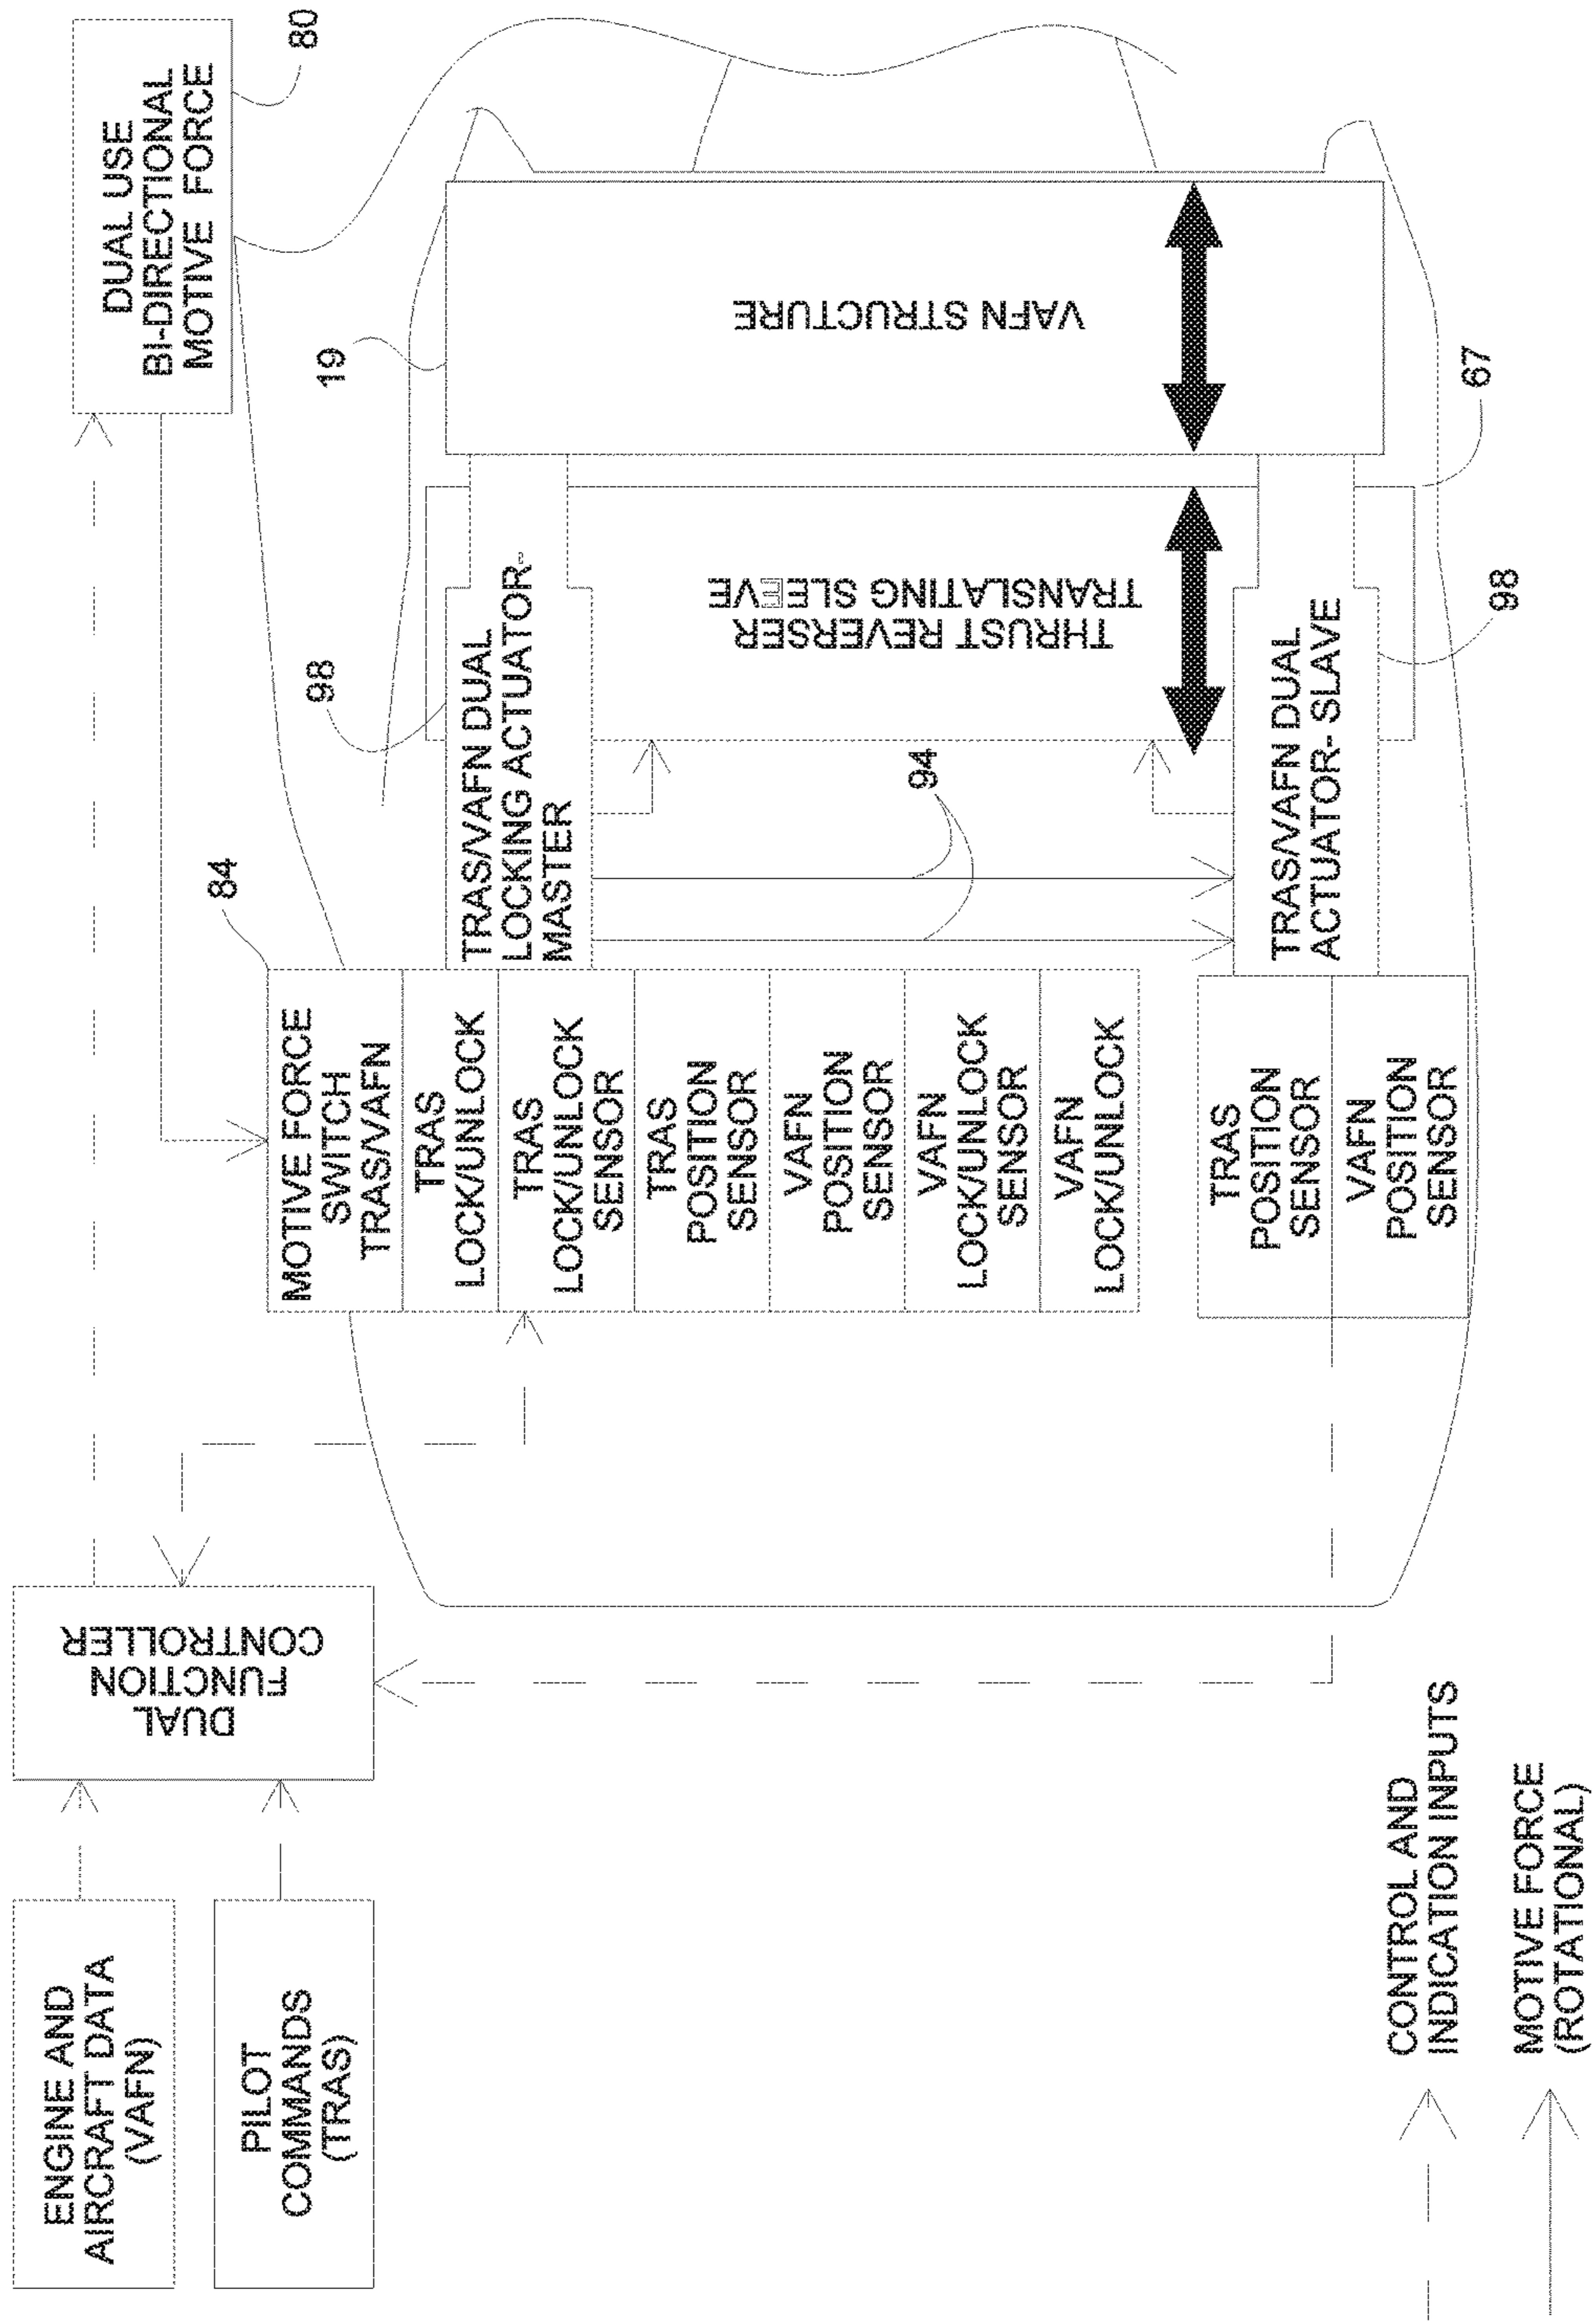 DUAL USE
BI-DIRECTIONAL
MOTIVE FORCE
80
ENGINE AND
AIRCRAFT DATA
(VAFN)
PILOT
COMMANDS
(TRAS)
DUAL
FUNCTION
CONTROLLER
84
MOTIVE FORCE
SWITCH
TRAS/VAFN
TRAS
LOCK/UNLOCK
TRAS
LOCK/UNLOCK
SENSOR
TRAS
POSITION
SENSOR
VAFN
POSITION
SENSOR
VAFN
LOCK/UNLOCK
SENSOR
VAFN
LOCK/UNLOCK
TRAS
POSITION
SENSOR
VAFN
POSITION
SENSOR
98
TRAS/VAFN DUAL
LOCKING ACTUATOR-
MASTER
94
TRAS/VAFN DUAL
ACTUATOR- SLAVE
98
THRUST REVERSER
TRANSLATING SLEEVE
67
19
VAFN STRUCTURE
CONTROL AND
INDICATION INPUTS
MOTIVE FORCE
(ROTATIONAL)